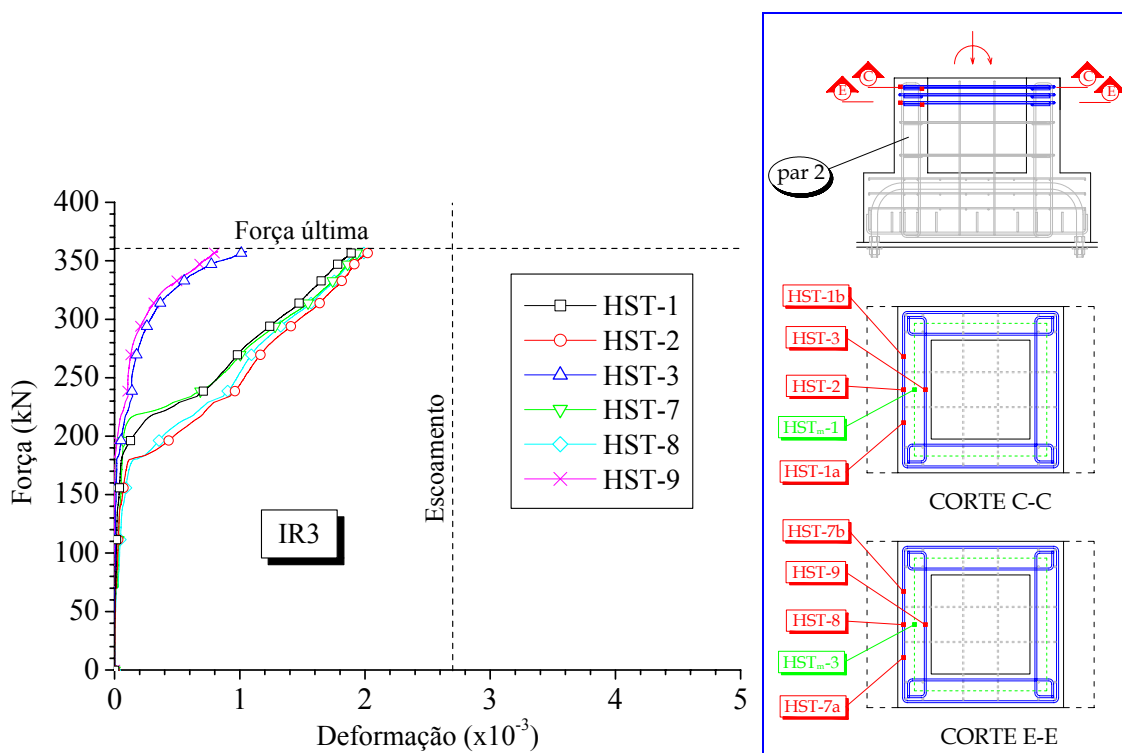 400
350
300
250
200
150
100
50
0
Força (kN)
Força última
Escoamento
IR3
HST-1
HST-2
HST-3
HST-7
HST-8
HST-9
0
1
2
3
4
5
Deformação (x10⁻³)
C
C
E
E
par 2
HST-1b
HST-3
HST-2
HSTm-1
HST-1a
CORTE C-C
HST-7b
HST-9
HST-8
HSTm-3
HST-7a
CORTE E-E